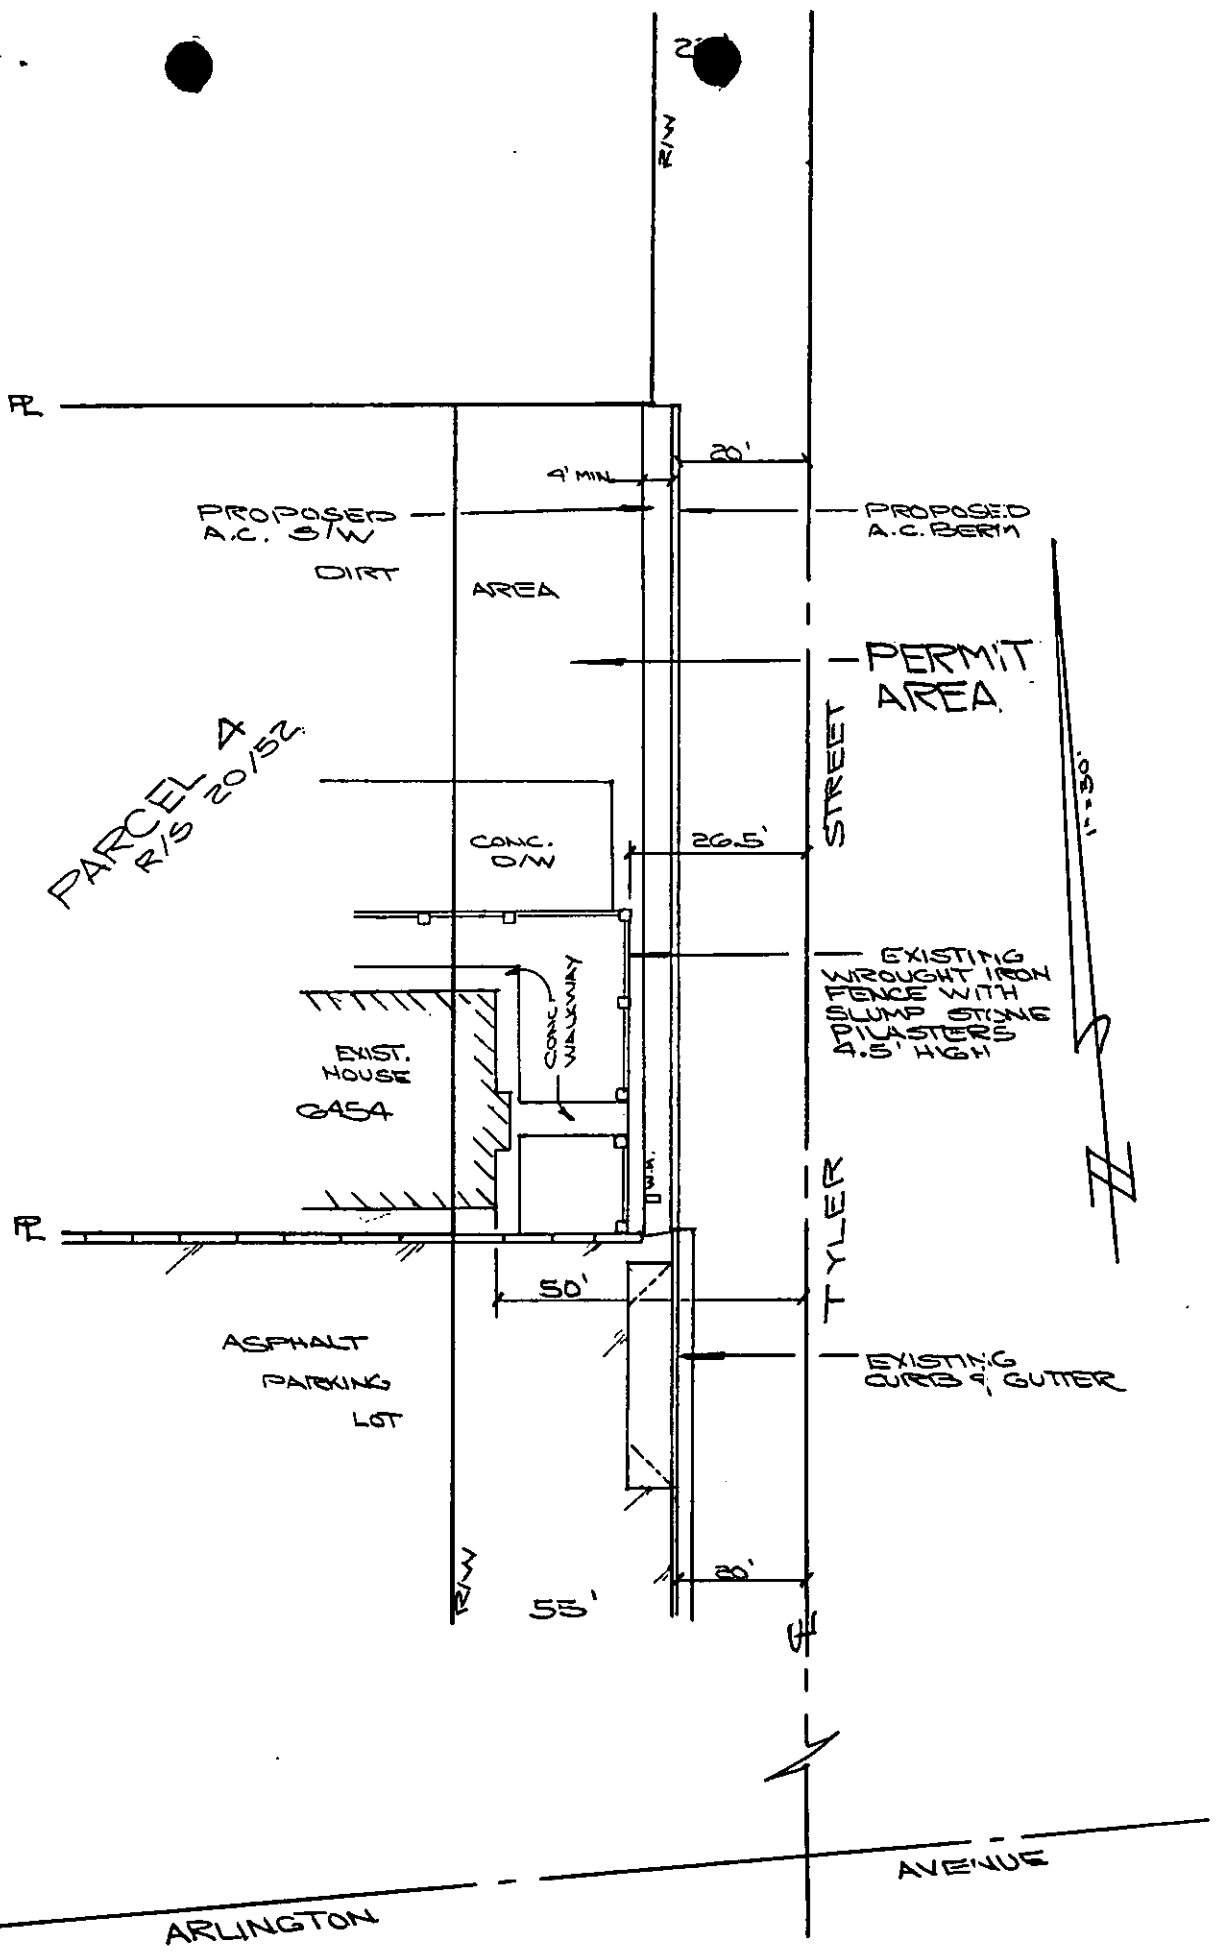 R/W
PL
20'
4' MIN.
PROPOSED
A.C. S/W
PROPOSED
A.C. BERM
DIRT AREA
PERMIT
AREA
STREET
1"=30'
PARCEL 4
R/S 20/52
CONC.
D/W
26.5'
EXISTING
WROUGHT IRON
FENCE WITH
SLUMP STONE
PILASTERS
4.5' HIGH
CONC.
WALKWAY
EXIST.
HOUSE
6454
TYLER
PL
50'
ASPHALT
PARKING
LOT
EXISTING
CURB & GUTTER
R/W
55'
20'
CL
AVENUE
ARLINGTON